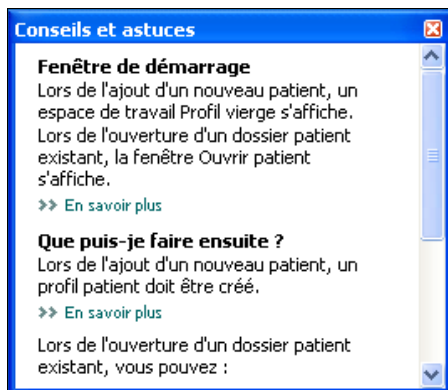 Conseils et astuces
Fenêtre de démarrage
Lors de l'ajout d'un nouveau patient, un
espace de travail Profil vierge s'affiche.
Lors de l'ouverture d'un dossier patient
existant, la fenêtre Ouvrir patient
s'affiche.
>> En savoir plus
Que puis-je faire ensuite ?
Lors de l'ajout d'un nouveau patient, un
profil patient doit être créé.
>> En savoir plus
Lors de l'ouverture d'un dossier patient
existant, vous pouvez :